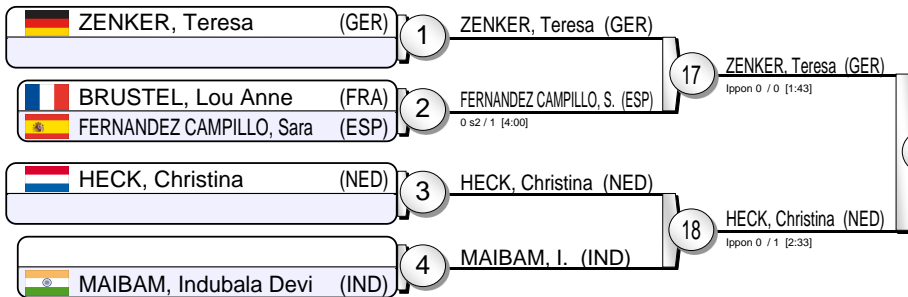 ZENKER, Teresa (GER)
1
ZENKER, Teresa (GER)
17
ZENKER, Teresa (GER)
Ippon 0 / 0 [1:43]
BRUSTEL, Lou Anne (FRA)
FERNANDEZ CAMPILLO, Sara (ESP)
2
FERNANDEZ CAMPILLO, S. (ESP)
0 s2 / 1 [4:00]
HECK, Christina (NED)
3
HECK, Christina (NED)
18
HECK, Christina (NED)
Ippon 0 / 1 [2:33]
MAIBAM, Indubala Devi (IND)
4
MAIBAM, I. (IND)